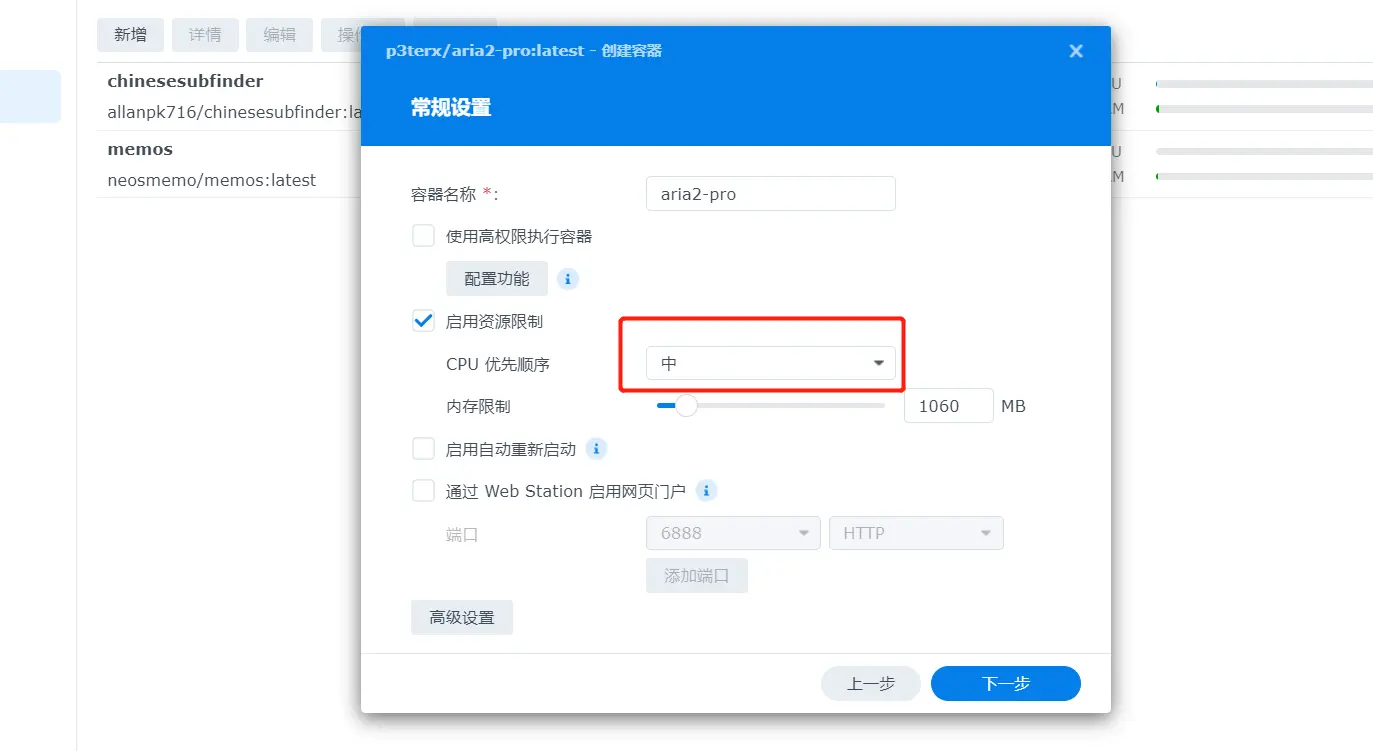 新增 详情 编辑
p3terx/aria2-pro:latest - 创建容器
常规设置
chinesesubfinder
allanpk716/chinesesubfinder:la
memos
neosmemo/memos:latest
容器名称 *: aria2-pro
使用高权限执行容器
配置功能
启用资源限制
CPU 优先顺序 中
内存限制 1060 MB
启用自动重新启动
通过 Web Station 启用网页门户
端口 6888 HTTP
添加端口
高级设置
上一步 下一步